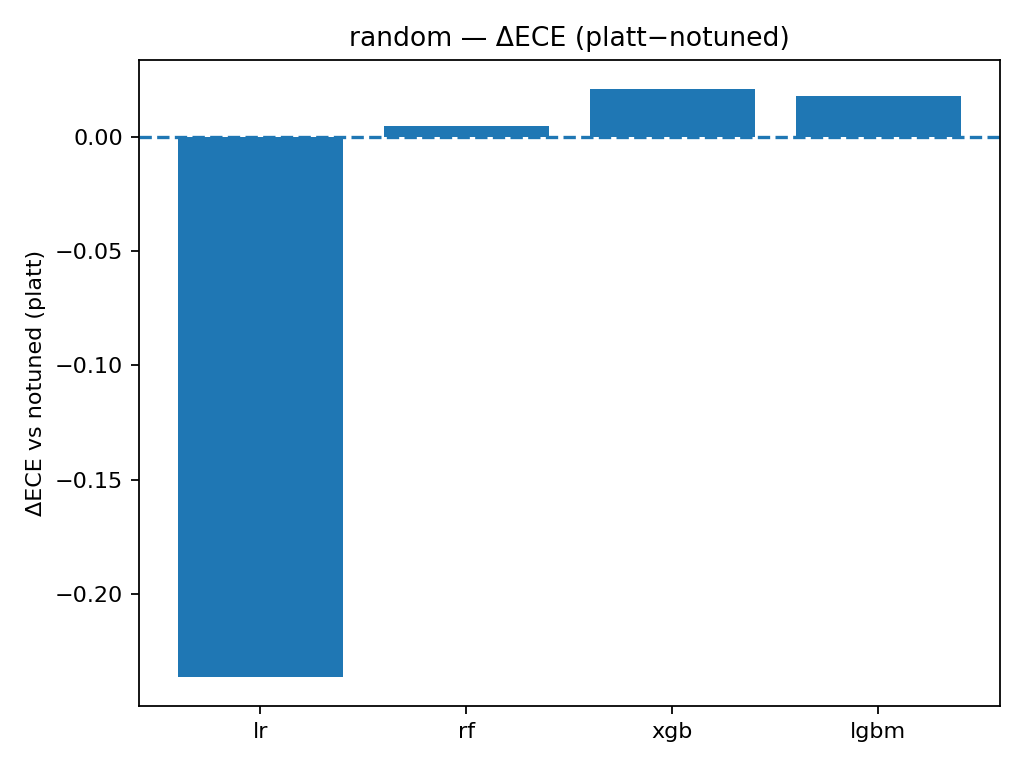 random — ΔECE (platt−notuned)
ΔECE vs notuned (platt)
0.00
−0.05
−0.10
−0.15
−0.20
lr
rf
xgb
lgbm